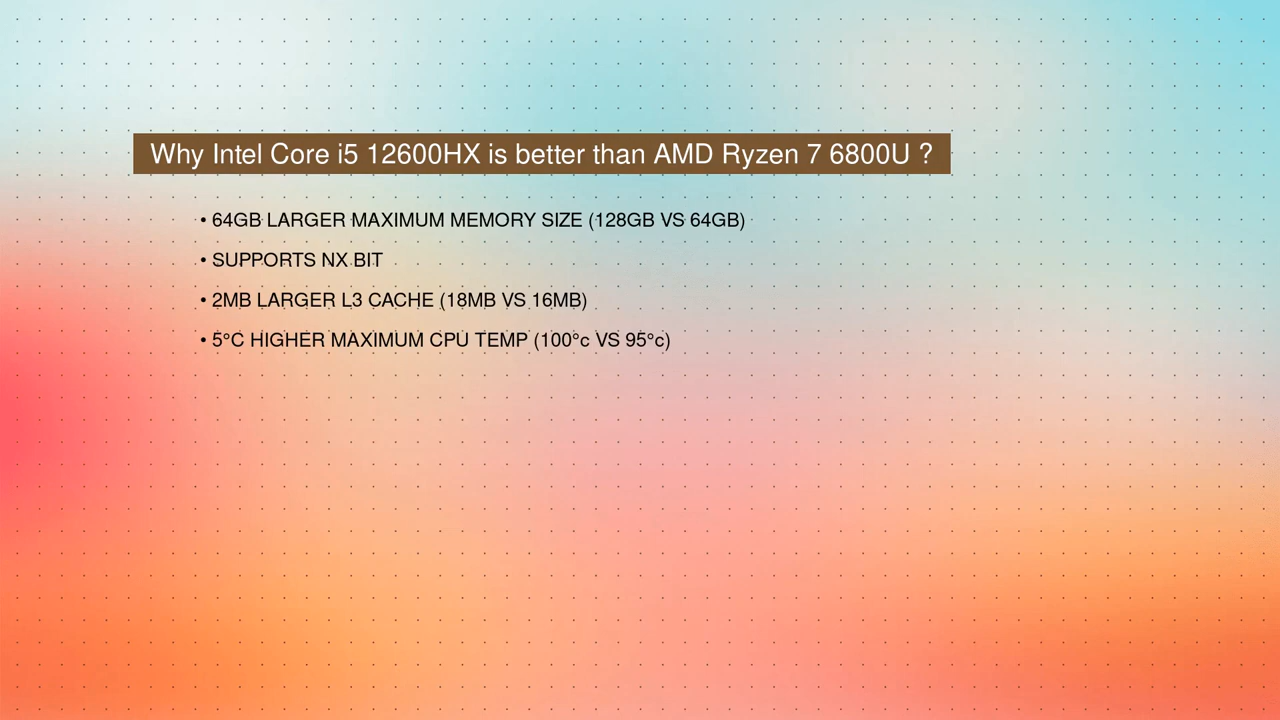 Why Intel Core i5 12600HX is better than AMD Ryzen 7 6800U ?
• 64GB LARGER MAXIMUM MEMORY SIZE (128GB VS 64GB)
• SUPPORTS NX BIT
• 2MB LARGER L3 CACHE (18MB VS 16MB)
• 5°C HIGHER MAXIMUM CPU TEMP (100°c VS 95°c)